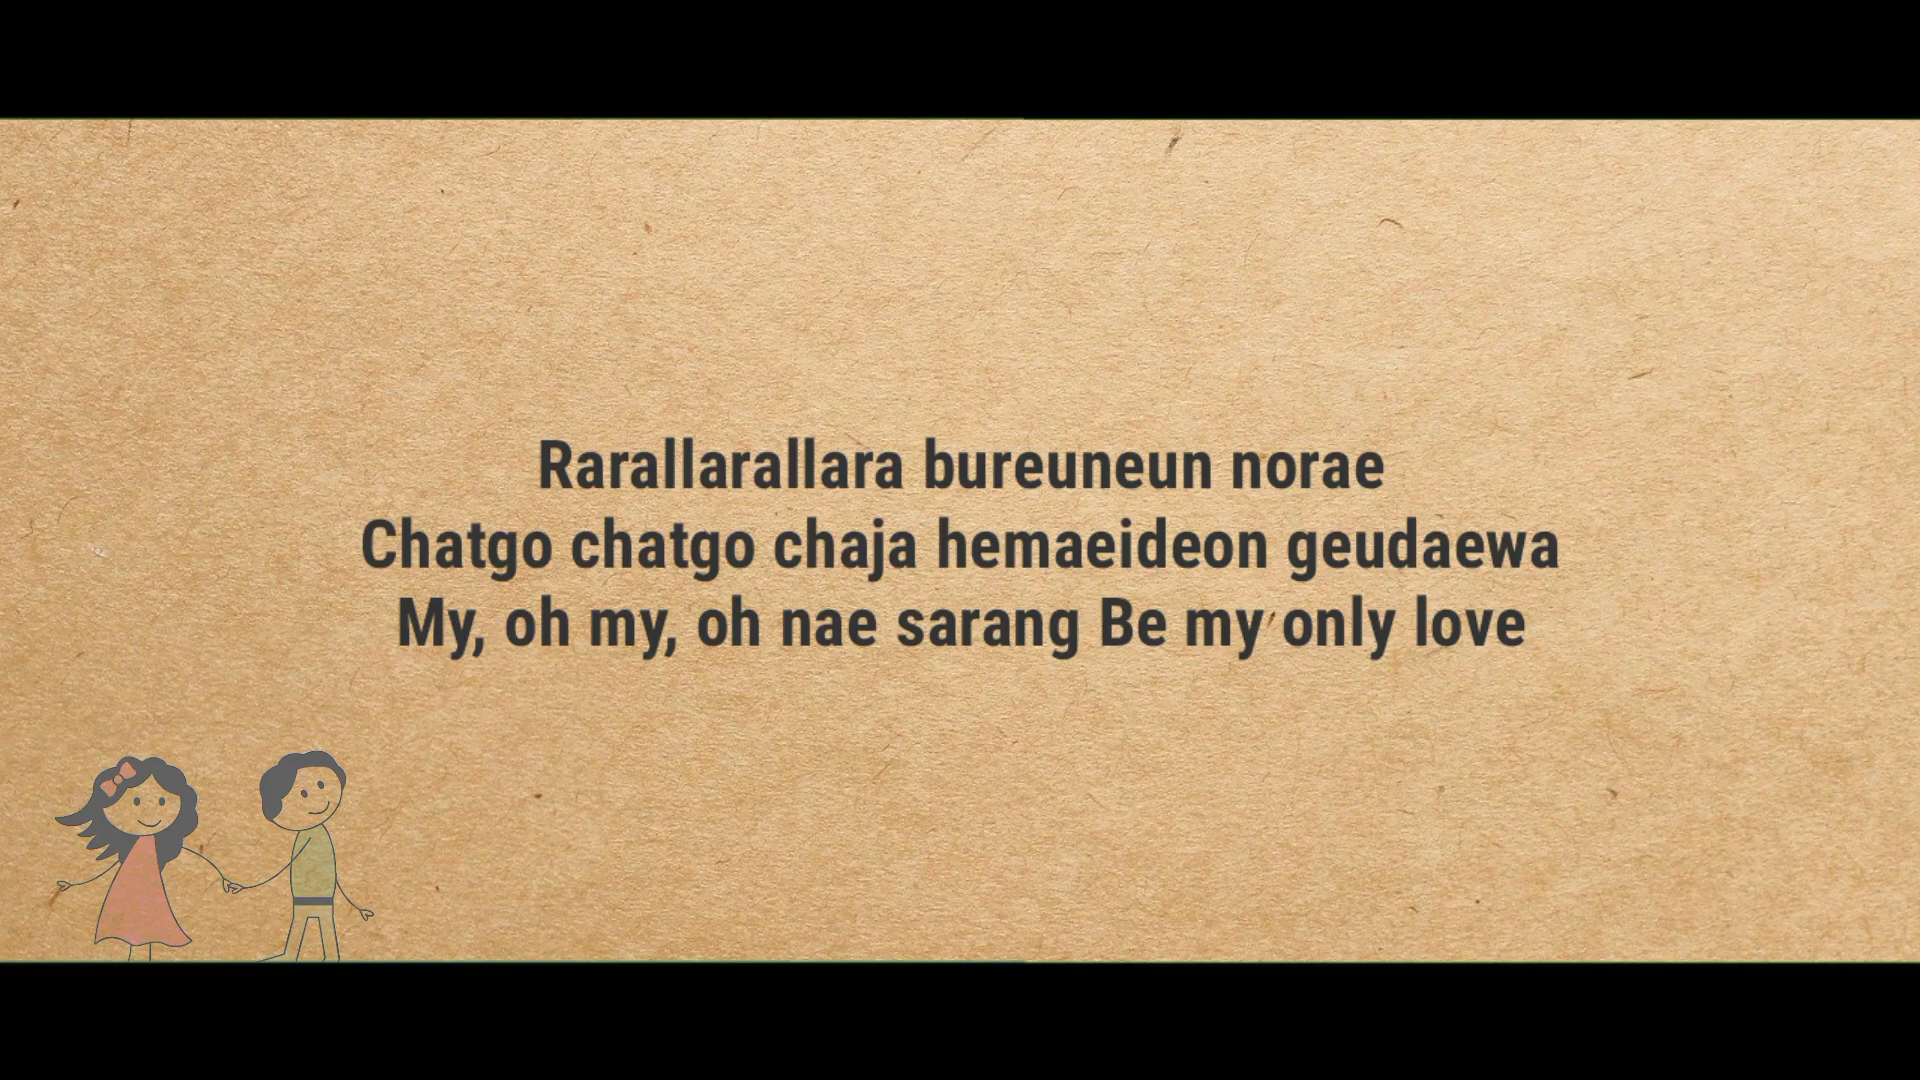 Rarallarallara bureuneun norae
Chatgo chatgo chaja hemaeideon geudaewa
My, oh my, oh nae sarang Be my only love